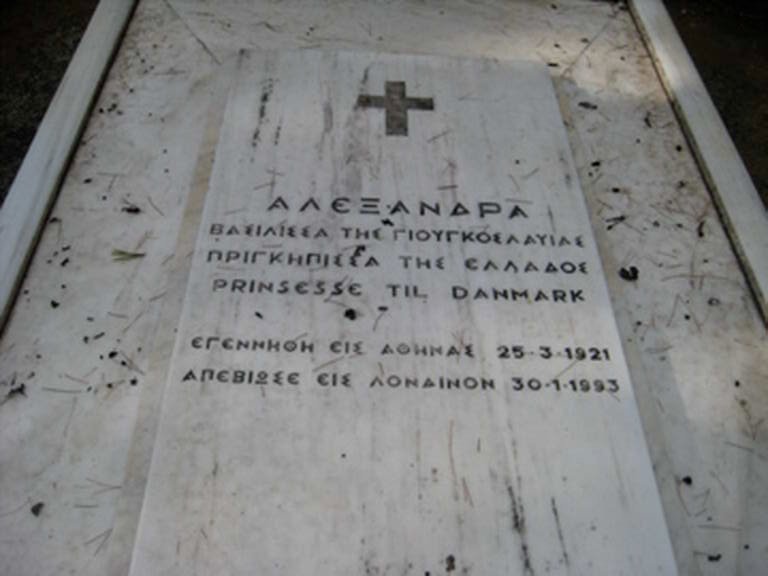 ΑΛΕΞΑΝΔΡΑ
ΒΑΣΙΛΙΣΣΑ ΤΗΣ ΓΙΟΥΓΚΟΣΛΑΥΙΑΣ
ΠΡΙΓΚΗΠΙΣΣΑ ΤΗΣ ΕΛΛΑΔΟΣ
PRINSESSE TIL DANMARK
ΕΓΕΝΝΗΘΗ ΕΙΣ ΑΘΗΝΑΣ 25-3-1921
ΑΠΕΒΙΩΣΕ ΕΙΣ ΛΟΝΔΙΝΟΝ 30-1-1993